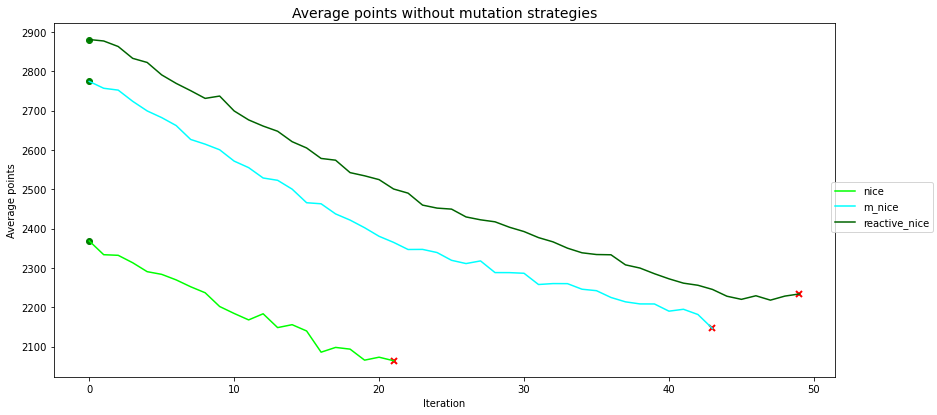 Average points without mutation strategies
2900
2800
2700
2600
2500
2400
2300
2200
2100
Average points
0
10
20
30
40
50
Iteration
nice
m_nice
reactive_nice